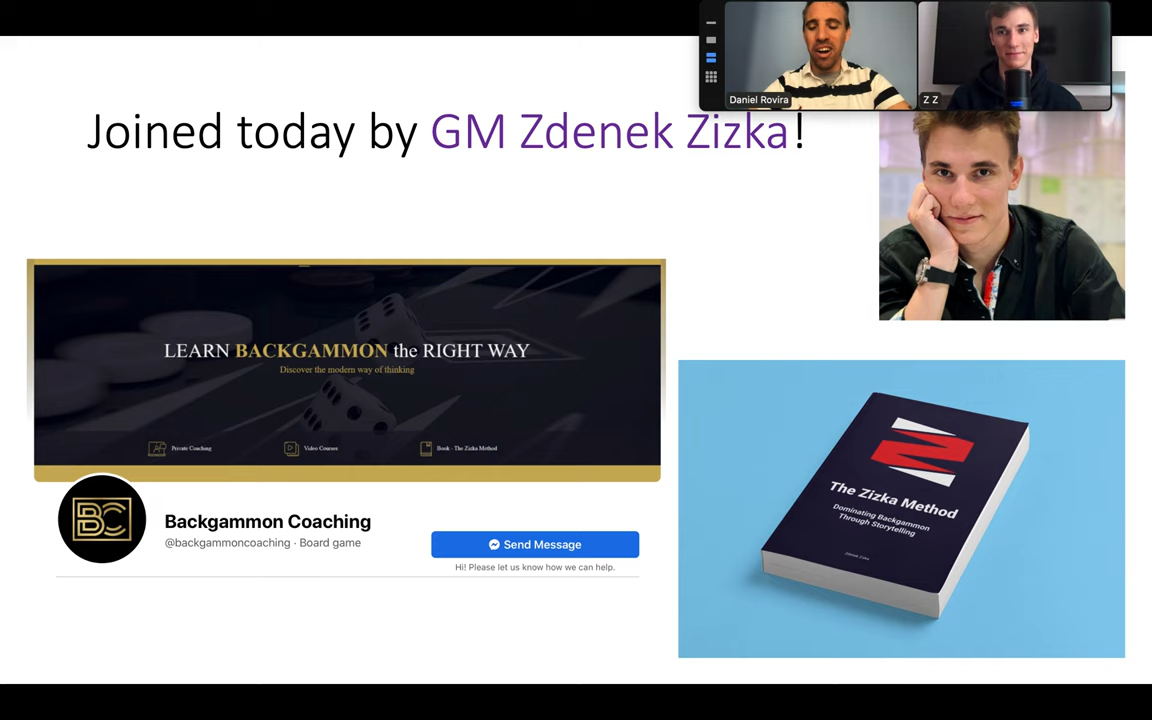 Daniel Rovira
Z Z
Joined today by GM Zdenek Zizka!
LEARN BACKGAMMON the RIGHT WAY
Discover the modern way of thinking
Private Coaching
Video Courses
Book - The Zizka Method
BC
Backgammon Coaching
@backgammoncoaching · Board game
Send Message
Hi! Please let us know how we can help.
The Zizka Method
Dominating Backgammon
Through Storytelling
Zdenek Zizka